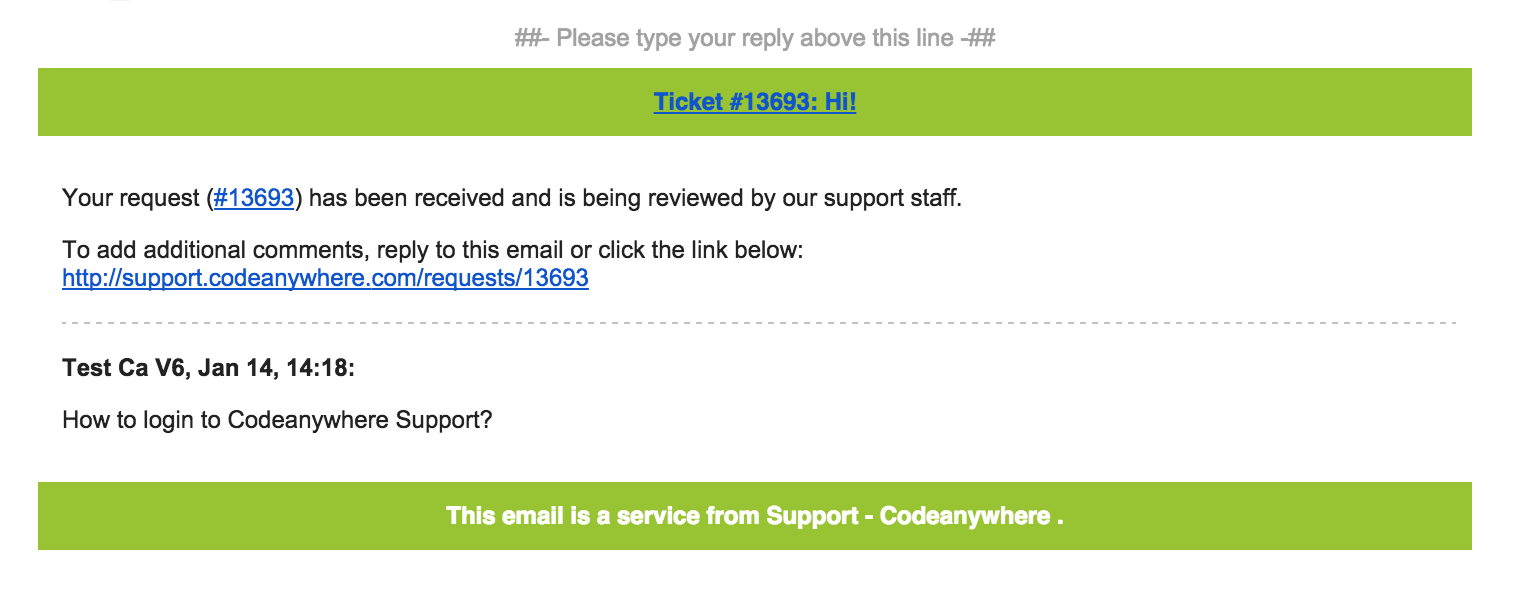 ##- Please type your reply above this line -##
Ticket #13693: Hi!
Your request (#13693) has been received and is being reviewed by our support staff.
To add additional comments, reply to this email or click the link below:
http://support.codeanywhere.com/requests/13693
Test Ca V6, Jan 14, 14:18:
How to login to Codeanywhere Support?
This email is a service from Support - Codeanywhere .